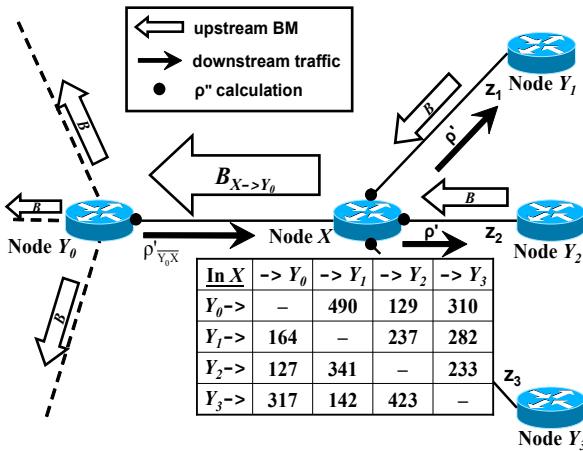 upstream BM
downstream traffic
ρ" calculation
Node Y1
z1
B
ρ'
B
B X->Y0
B
B
z2
Node Y0
ρ' Y0X
Node X
ρ'
Node Y2
B
In X -> Y0 -> Y1 -> Y2 -> Y3
Y0-> – 490 129 310
Y1-> 164 – 237 282
Y2-> 127 341 – 233
Y3-> 317 142 423 –
z3
Node Y3